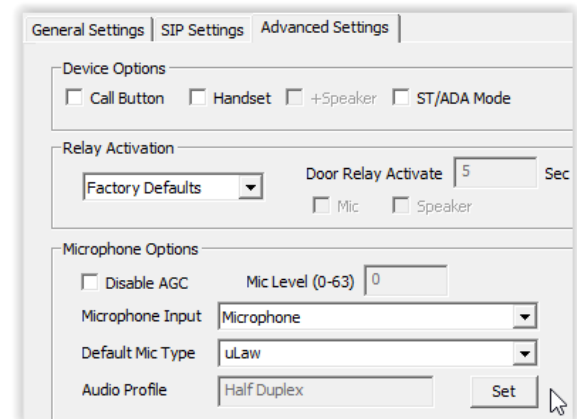 General Settings SIP Settings Advanced Settings
Device Options
Call Button Handset +Speaker ST/ADA Mode
Relay Activation
Factory Defaults Door Relay Activate 5 Sec
Mic Speaker
Microphone Options
Disable AGC Mic Level (0-63) 0
Microphone Input Microphone
Default Mic Type uLaw
Audio Profile Half Duplex Set